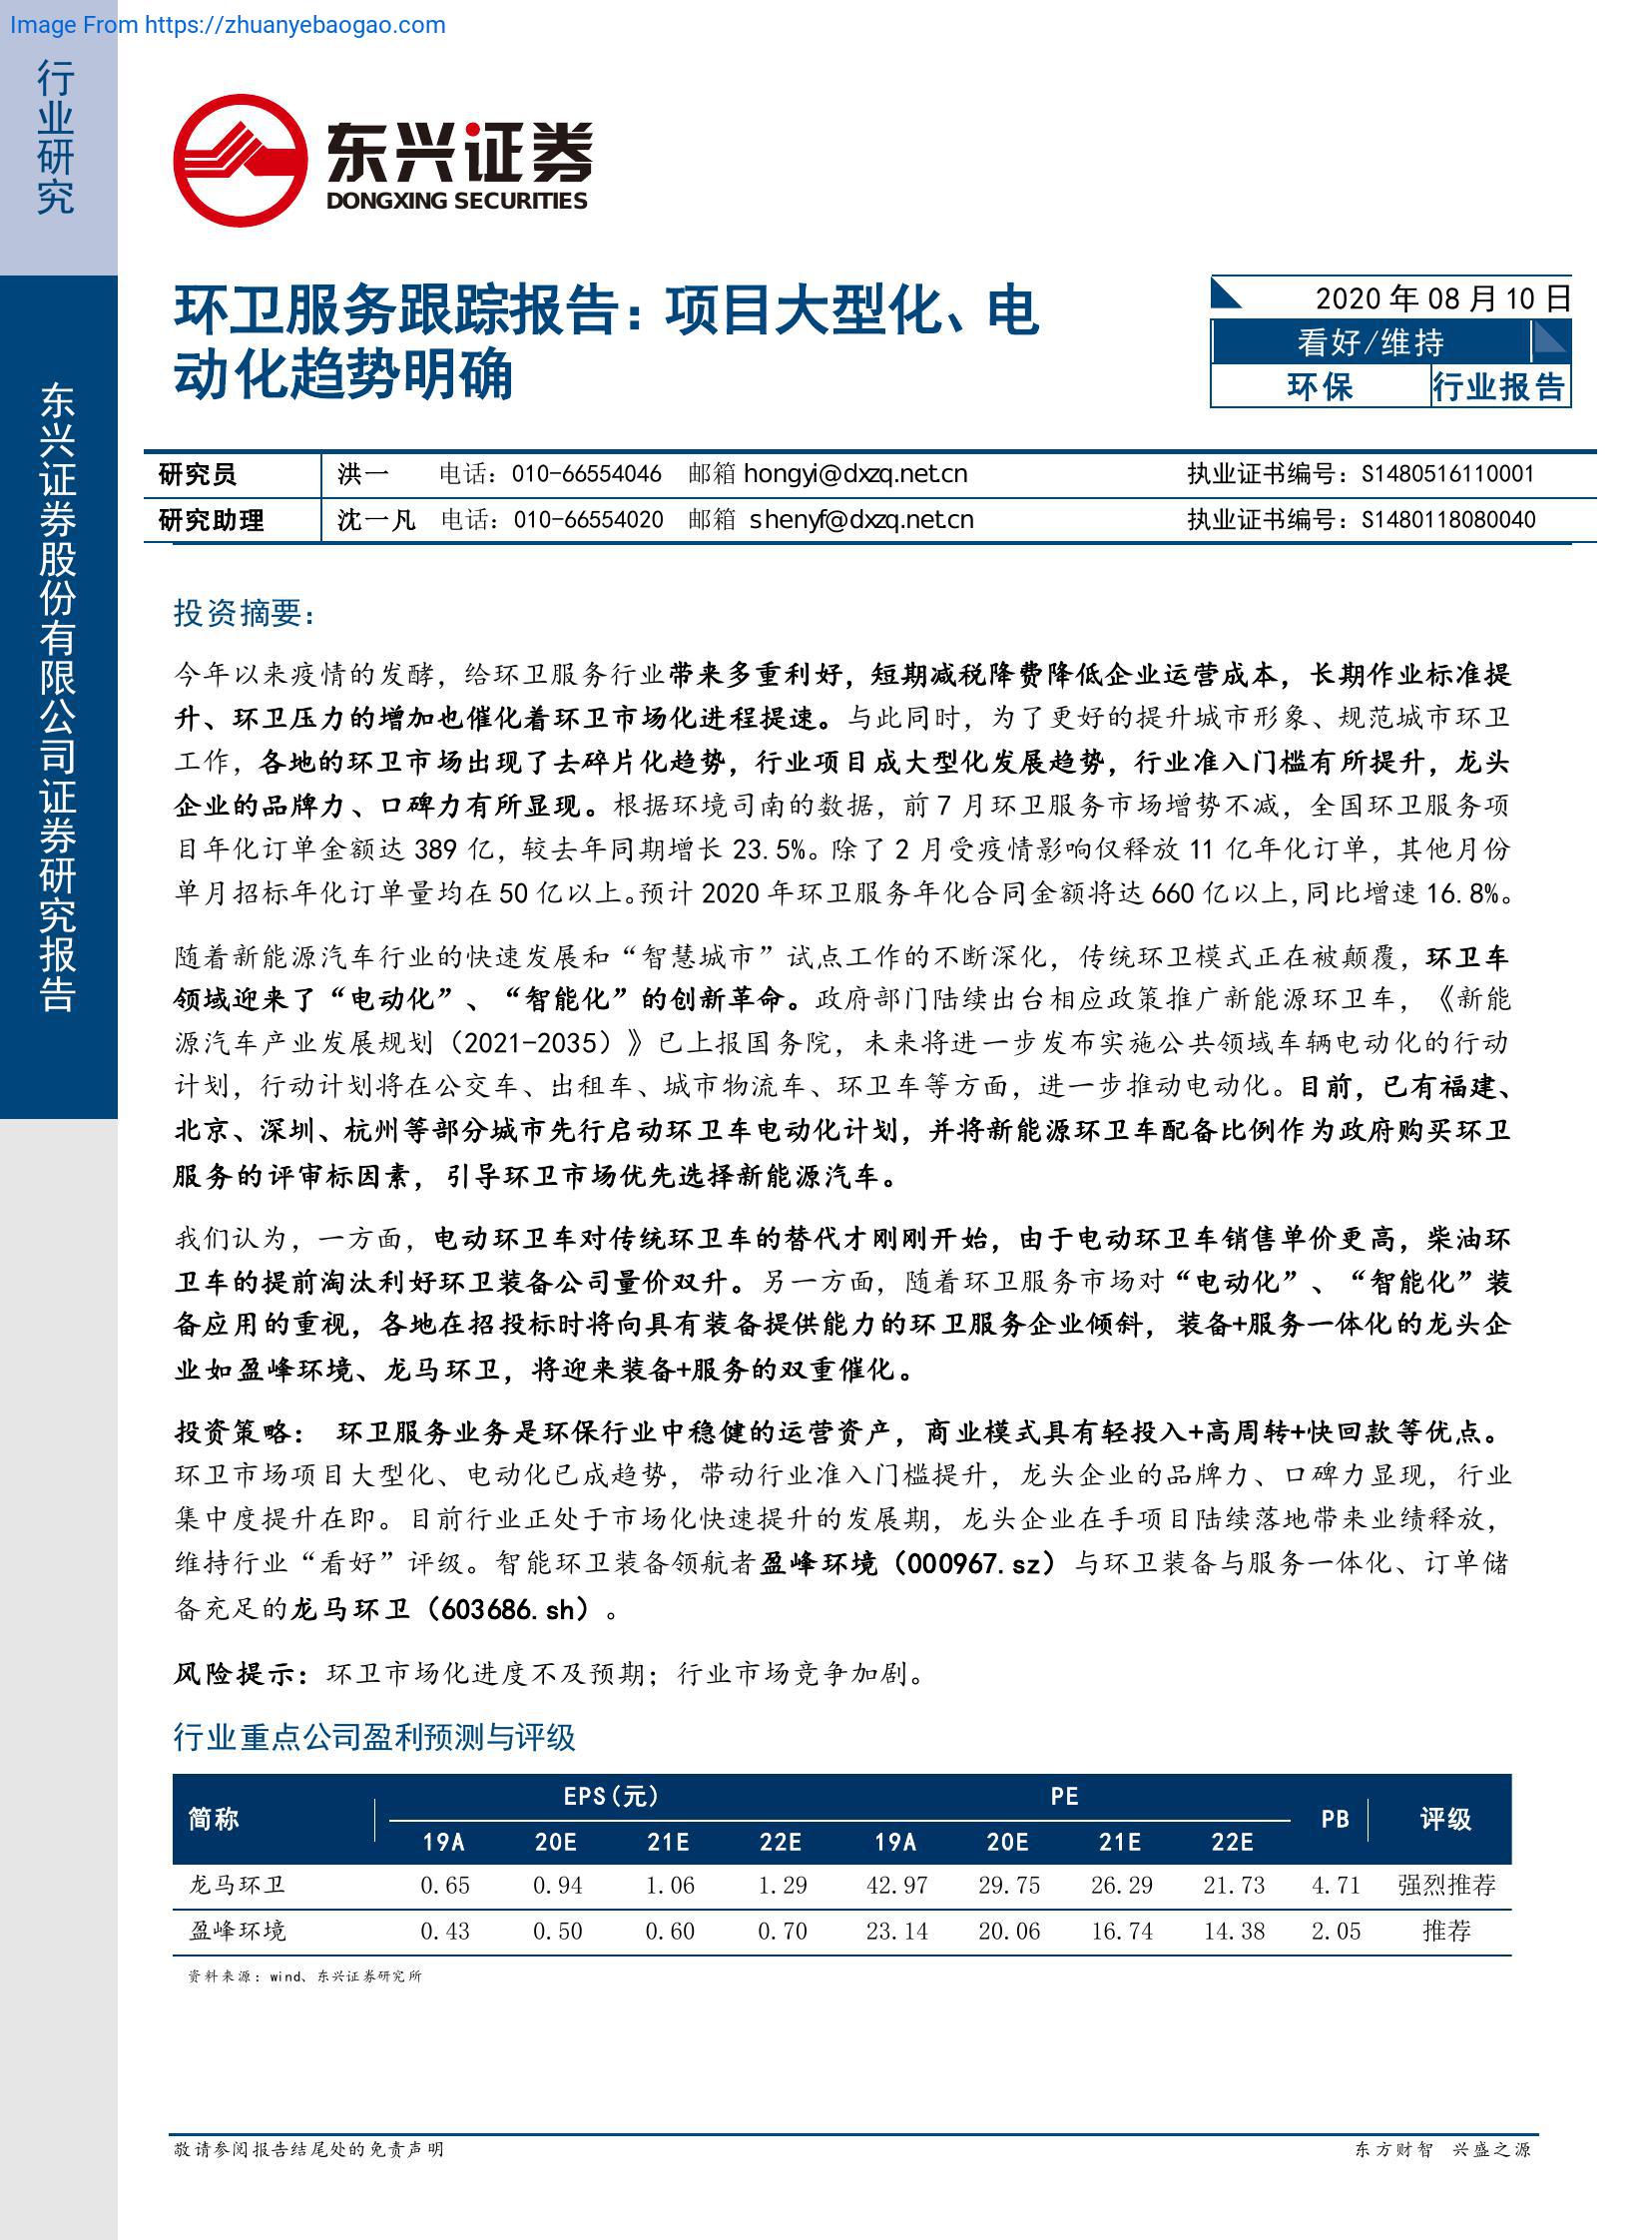 Image From https://zhuanyebaogao.com
行业研究
东兴证券股份有限公司证券研究报告
东兴证券
DONGXING SECURITIES
环卫服务跟踪报告：项目大型化、电
动化趋势明确
2020 年 08 月 10 日
看好/维持
环保 行业报告
研究员 洪一 电话：010-66554046 邮箱 hongyi@dxzq.net.cn 执业证书编号：S1480516110001
研究助理 沈一凡 电话：010-66554020 邮箱 shenyf@dxzq.net.cn 执业证书编号：S1480118080040
投资摘要：
今年以来疫情的发酵，给环卫服务行业带来多重利好，短期减税降费降低企业运营成本，长期作业标准提
升、环卫压力的增加也催化着环卫市场化进程提速。与此同时，为了更好的提升城市形象、规范城市环卫
工作，各地的环卫市场出现了去碎片化趋势，行业项目成大型化发展趋势，行业准入门槛有所提升，龙头
企业的品牌力、口碑力有所显现。根据环境司南的数据，前 7 月环卫服务市场增势不减，全国环卫服务项
目年化订单金额达 389 亿，较去年同期增长 23.5%。除了 2 月受疫情影响仅释放 11 亿年化订单，其他月份
单月招标年化订单量均在 50 亿以上。预计 2020 年环卫服务年化合同金额将达 660 亿以上，同比增速 16.8%。
随着新能源汽车行业的快速发展和“智慧城市”试点工作的不断深化，传统环卫模式正在被颠覆，环卫车
领域迎来了“电动化”、“智能化”的创新革命。政府部门陆续出台相应政策推广新能源环卫车，《新能
源汽车产业发展规划（2021-2035）》已上报国务院，未来将进一步发布实施公共领域车辆电动化的行动
计划，行动计划将在公交车、出租车、城市物流车、环卫车等方面，进一步推动电动化。目前，已有福建、
北京、深圳、杭州等部分城市先行启动环卫车电动化计划，并将新能源环卫车配备比例作为政府购买环卫
服务的评审标因素，引导环卫市场优先选择新能源汽车。
我们认为，一方面，电动环卫车对传统环卫车的替代才刚刚开始，由于电动环卫车销售单价更高，柴油环
卫车的提前淘汰利好环卫装备公司量价双升。另一方面，随着环卫服务市场对“电动化”、“智能化”装
备应用的重视，各地在招投标时将向具有装备提供能力的环卫服务企业倾斜，装备+服务一体化的龙头企
业如盈峰环境、龙马环卫，将迎来装备+服务的双重催化。
投资策略： 环卫服务业务是环保行业中稳健的运营资产，商业模式具有轻投入+高周转+快回款等优点。
环卫市场项目大型化、电动化已成趋势，带动行业准入门槛提升，龙头企业的品牌力、口碑力显现，行业
集中度提升在即。目前行业正处于市场化快速提升的发展期，龙头企业在手项目陆续落地带来业绩释放，
维持行业“看好”评级。智能环卫装备领航者盈峰环境（000967.sz）与环卫装备与服务一体化、订单储
备充足的龙马环卫（603686.sh）。
风险提示：环卫市场化进度不及预期；行业市场竞争加剧。
行业重点公司盈利预测与评级
简称 EPS(元) PE PB 评级
19A 20E 21E 22E 19A 20E 21E 22E
龙马环卫 0.65 0.94 1.06 1.29 42.97 29.75 26.29 21.73 4.71 强烈推荐
盈峰环境 0.43 0.50 0.60 0.70 23.14 20.06 16.74 14.38 2.05 推荐
资料来源：wind、东兴证券研究所
敬请参阅报告结尾处的免责声明 东方财智 兴盛之源